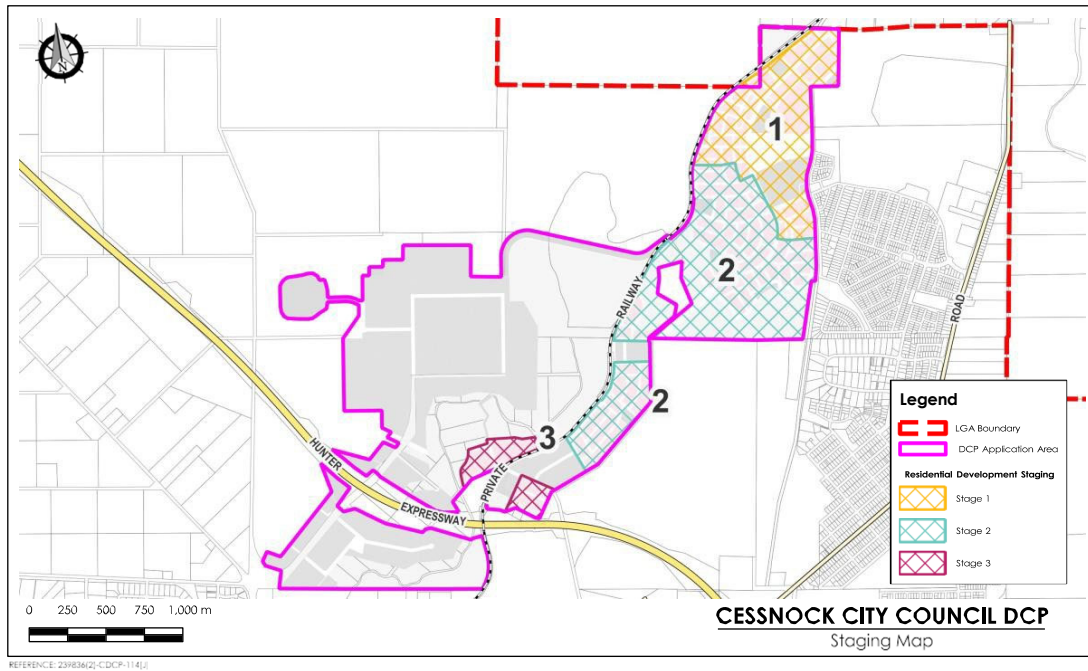 N
1
2
RAILWAY
ROAD
2
3
PRIVATE
HUNTER
EXPRESSWAY
Legend
LGA Boundary
DCP Application Area
Residential Development Staging
Stage 1
Stage 2
Stage 3
0 250 500 750 1,000 m
CESSNOCK CITY COUNCIL DCP
Staging Map
REFERENCE: 239836(2)-CDCP-114(J)